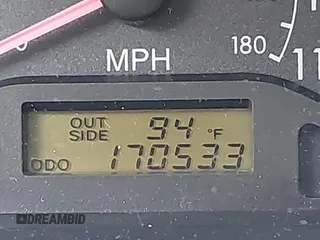 MPH
180
OUT SIDE 94 °F
ODO 170533
DREAMBID